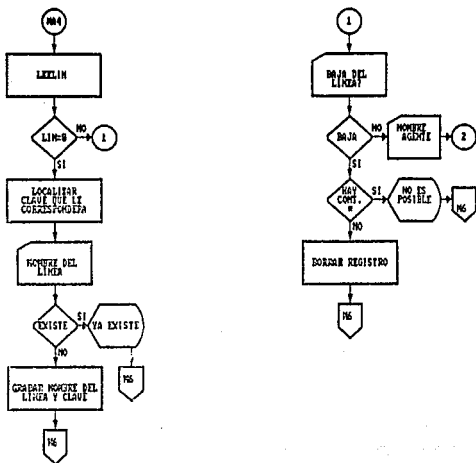 MA4
LEELIN
LIN=0
NO
1
SI
LOCALIZAR
CLAVE QUE LE
CORRESPONDERA
NOMBRE DEL
LINEA
EXISTE
SI
YA EXISTE
NO
M6
GRABAR NOMBRE DEL
LINEA Y CLAVE
M6
1
BAJA DEL
LINEA?
BAJA
NO
NOMBRE
AGENTE
2
SI
HAY
COMI.
SI
NO ES
POSIBLE
M6
NO
BORRAR REGISTRO
M6